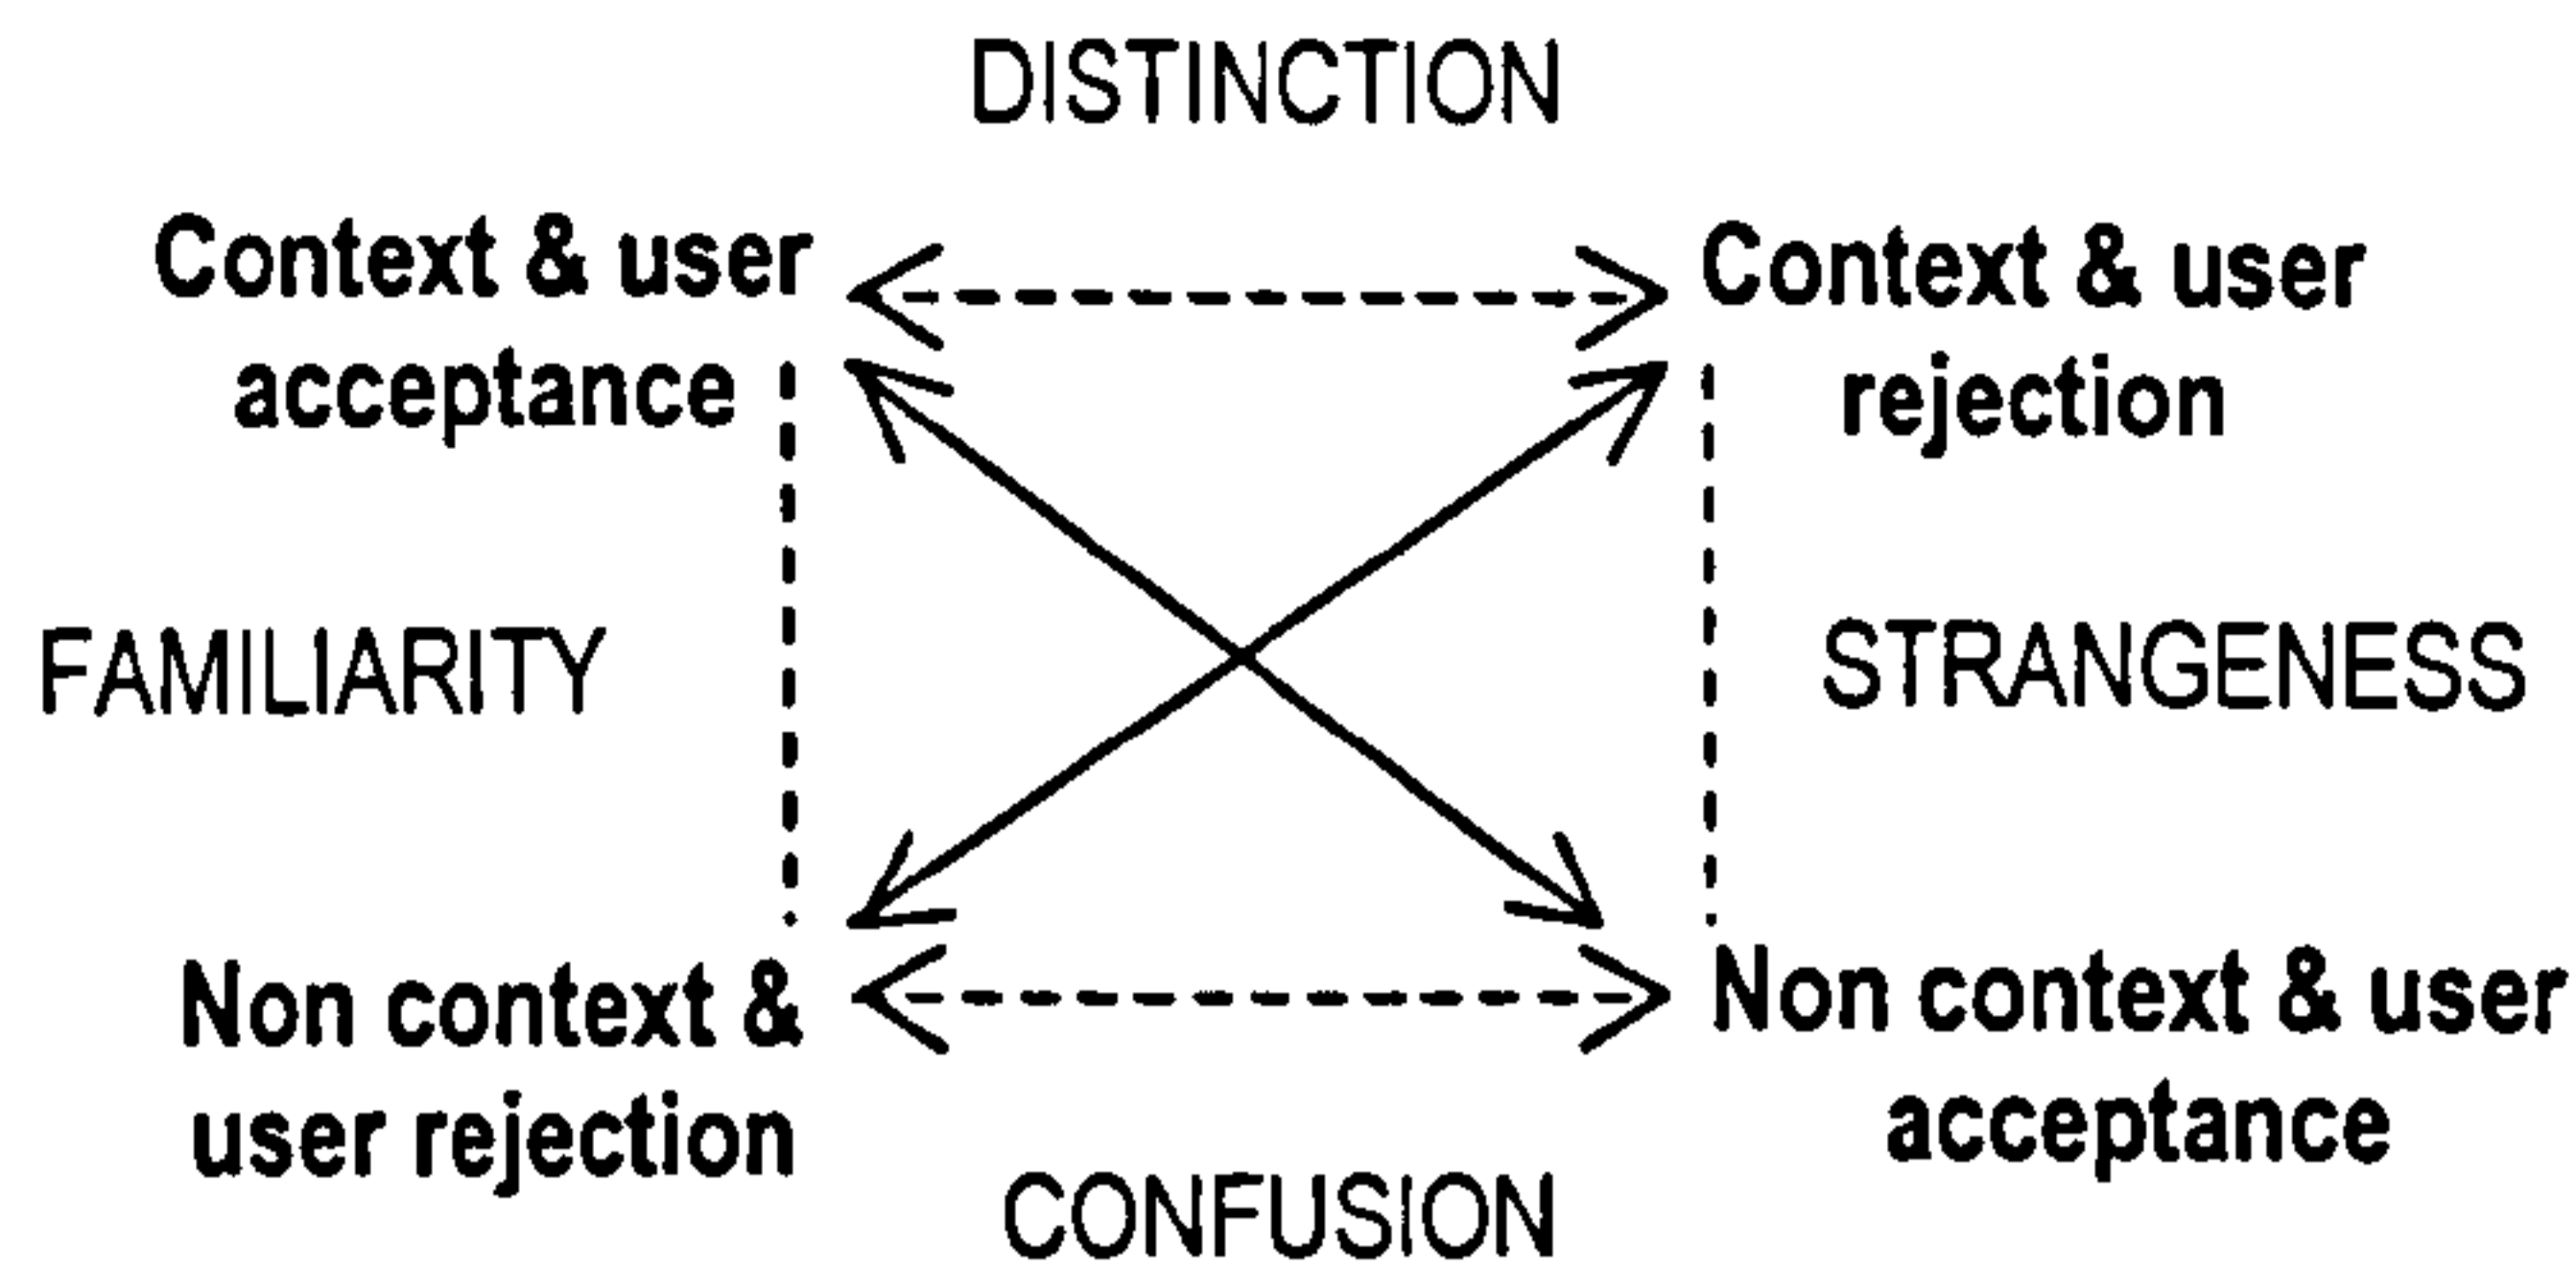 DISTINCTION
Context & user
acceptance
Context & user
rejection
FAMILIARITY
STRANGENESS
Non context &
user rejection
Non context & user
acceptance
CONFUSION